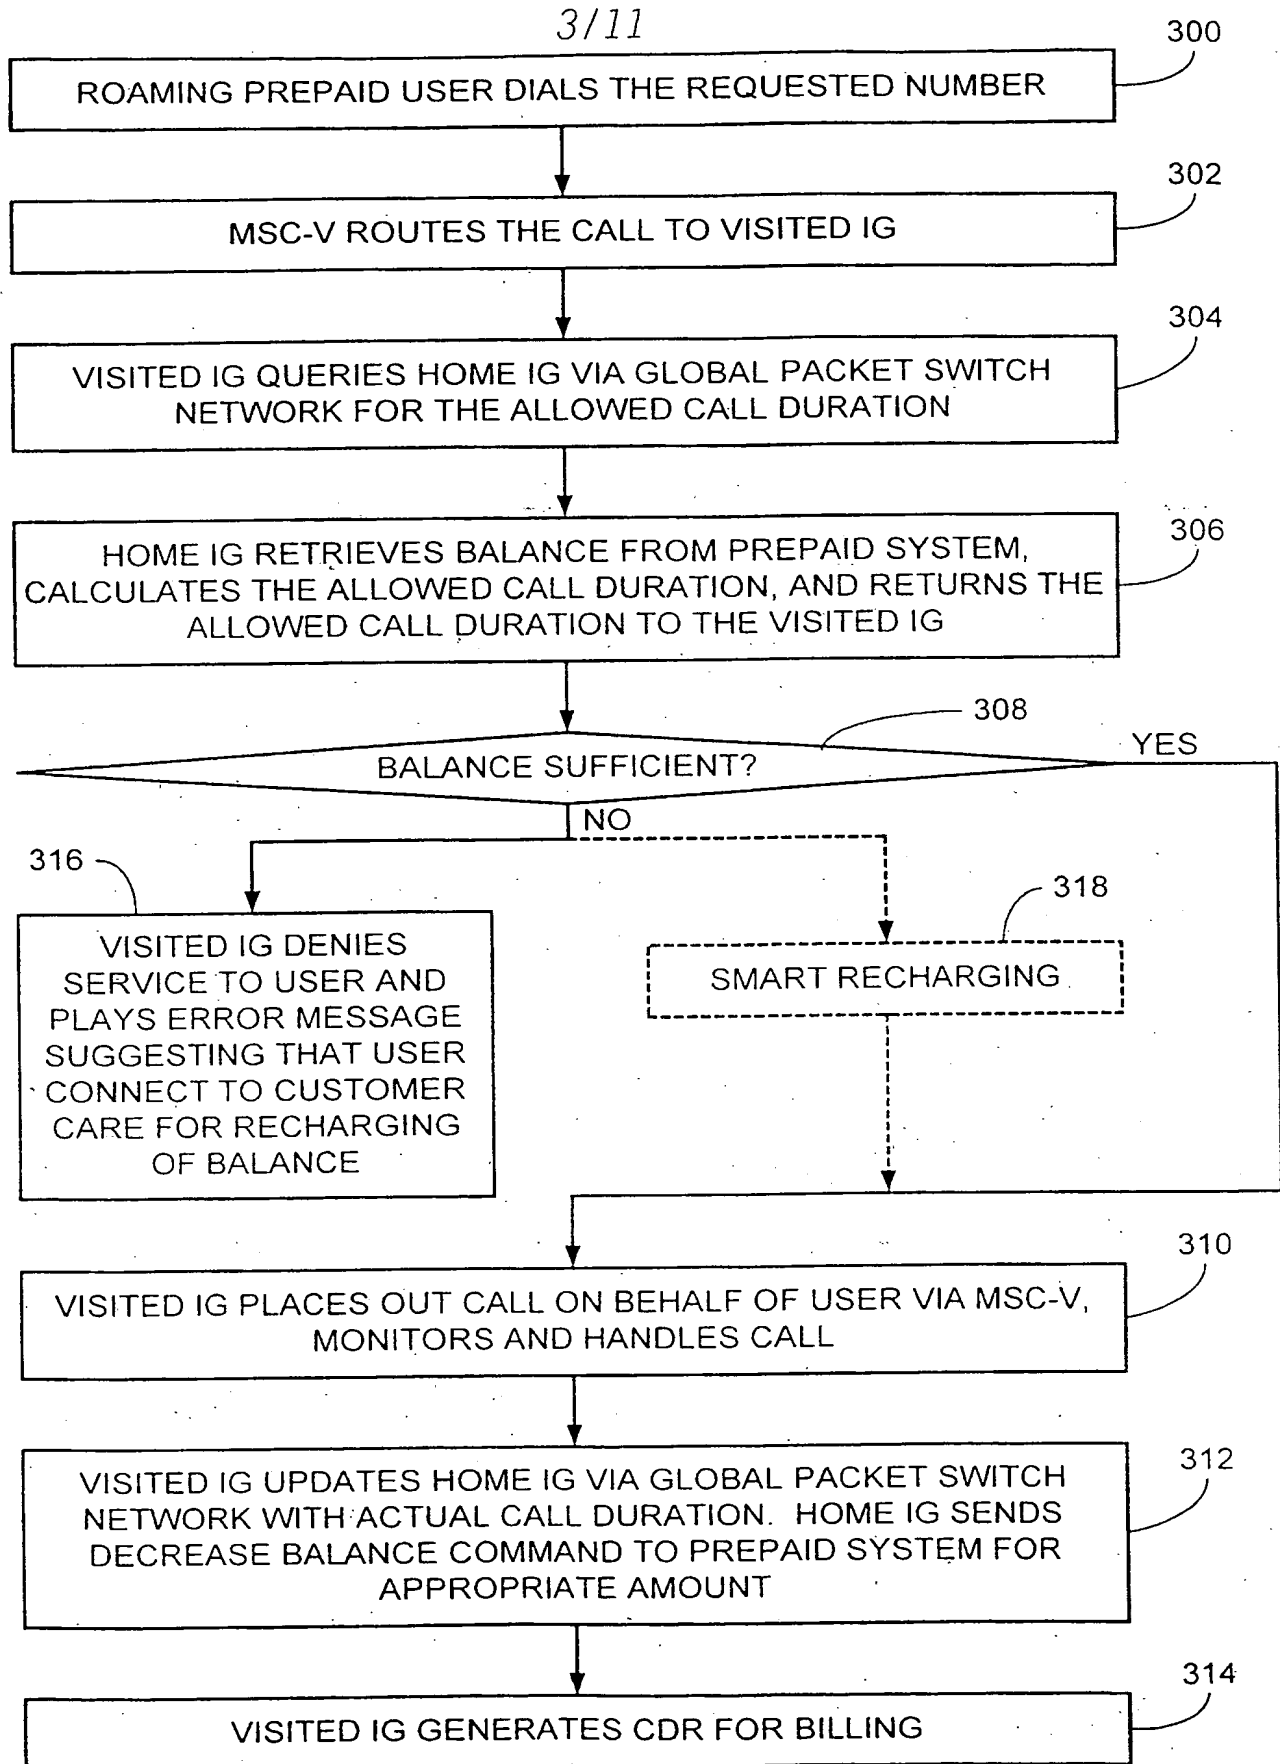 3/11
300
ROAMING PREPAID USER DIALS THE REQUESTED NUMBER
302
MSC-V ROUTES THE CALL TO VISITED IG
304
VISITED IG QUERIES HOME IG VIA GLOBAL PACKET SWITCH
NETWORK FOR THE ALLOWED CALL DURATION
306
HOME IG RETRIEVES BALANCE FROM PREPAID SYSTEM,
CALCULATES THE ALLOWED CALL DURATION, AND RETURNS THE
ALLOWED CALL DURATION TO THE VISITED IG
308
YES
BALANCE SUFFICIENT?
NO
316
VISITED IG DENIES
SERVICE TO USER AND
PLAYS ERROR MESSAGE
SUGGESTING THAT USER
CONNECT TO CUSTOMER
CARE FOR RECHARGING
OF BALANCE
318
SMART RECHARGING
310
VISITED IG PLACES OUT CALL ON BEHALF OF USER VIA MSC-V,
MONITORS AND HANDLES CALL
312
VISITED IG UPDATES HOME IG VIA GLOBAL PACKET SWITCH
NETWORK WITH ACTUAL CALL DURATION. HOME IG SENDS
DECREASE BALANCE COMMAND TO PREPAID SYSTEM FOR
APPROPRIATE AMOUNT
314
VISITED IG GENERATES CDR FOR BILLING